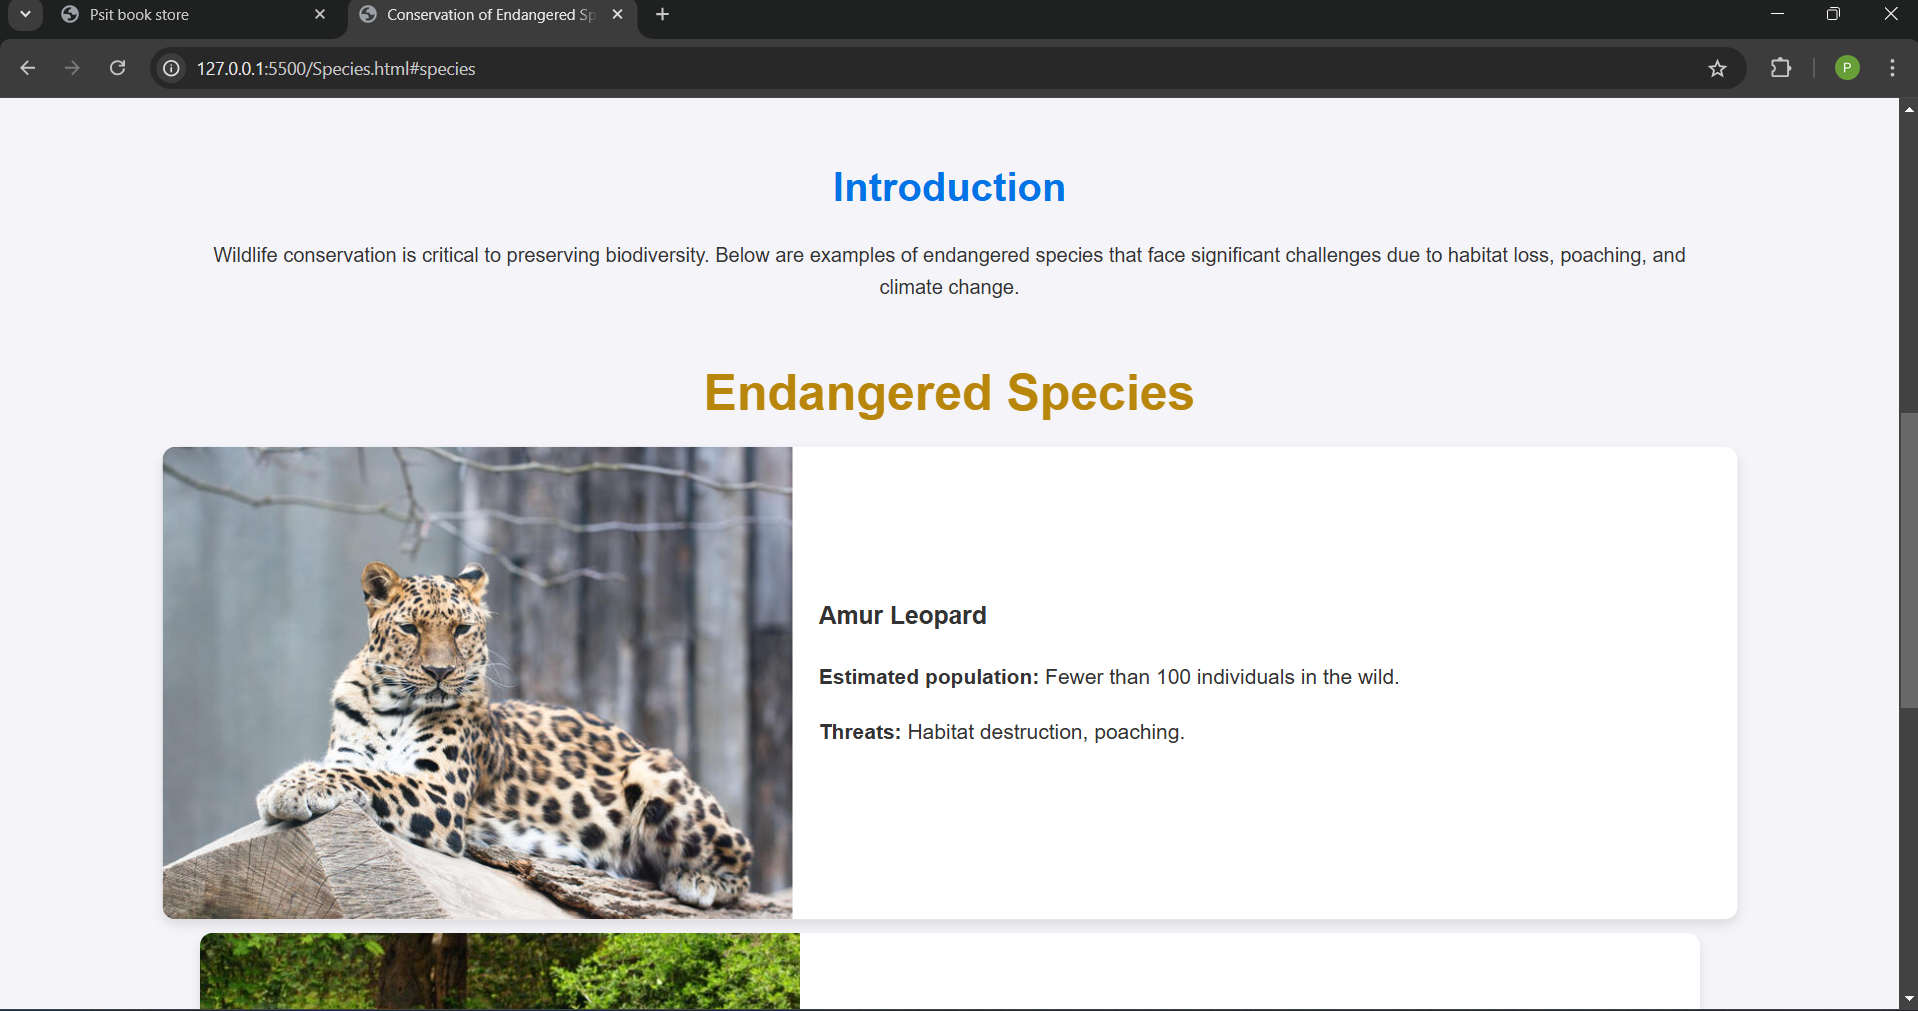 Psit book store
Conservation of Endangered Sp
127.0.0.1:5500/Species.html#species
P
Introduction
Wildlife conservation is critical to preserving biodiversity. Below are examples of endangered species that face significant challenges due to habitat loss, poaching, and
climate change.
Endangered Species
Amur Leopard
Estimated population: Fewer than 100 individuals in the wild.
Threats: Habitat destruction, poaching.